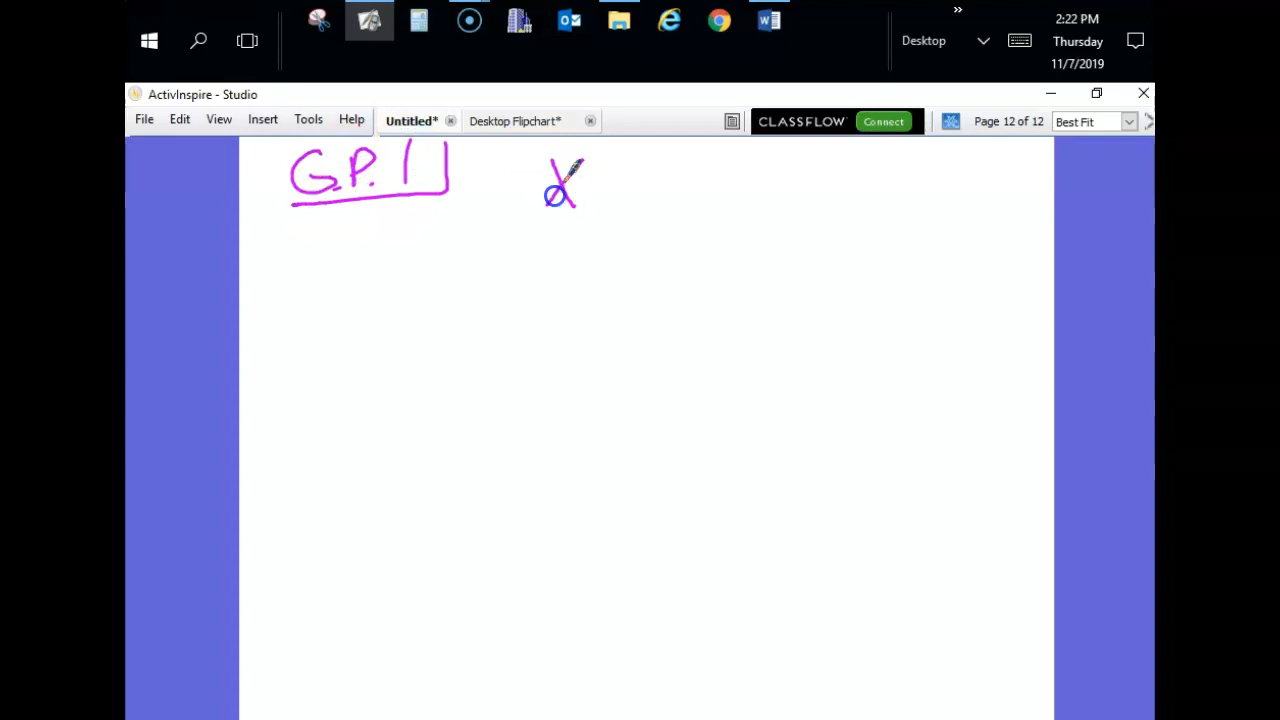 »
2:22 PM
Desktop
Thursday
11/7/2019
ActivInspire - Studio
File Edit View Insert Tools Help Untitled* Desktop Flipchart* CLASSFLOW Connect Page 12 of 12 Best Fit
G.P. 1 X